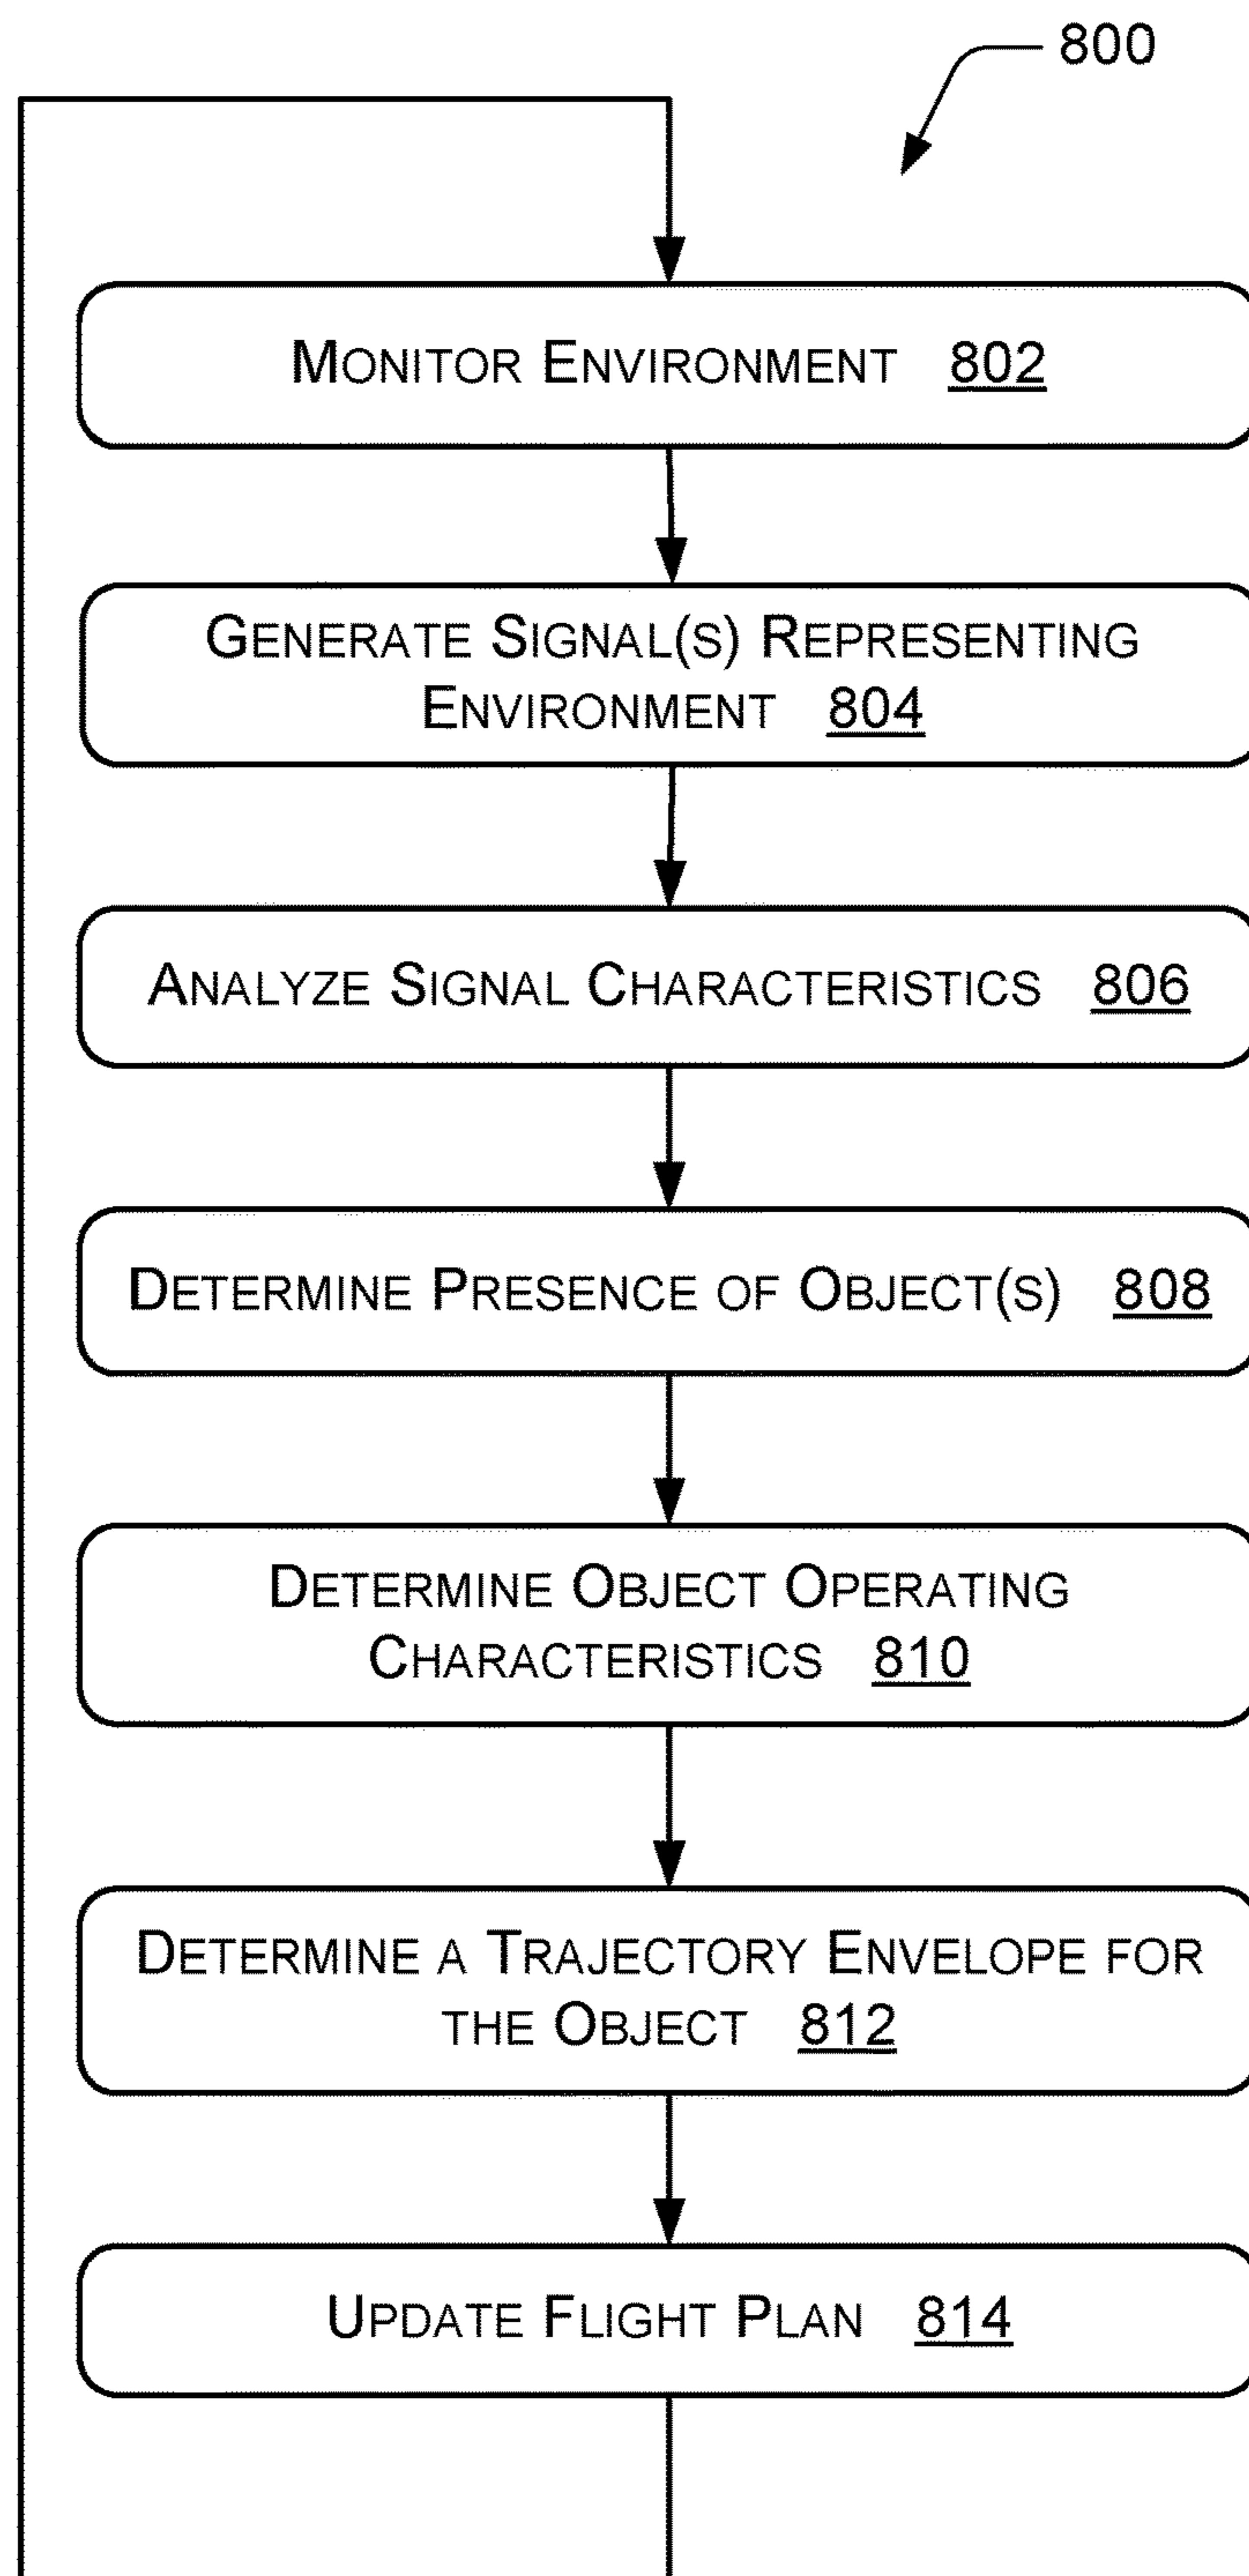 800
Monitor Environment 802
Generate Signal(s) Representing
Environment 804
Analyze Signal Characteristics 806
Determine Presence of Object(s) 808
Determine Object Operating
Characteristics 810
Determine a Trajectory Envelope for
the Object 812
Update Flight Plan 814